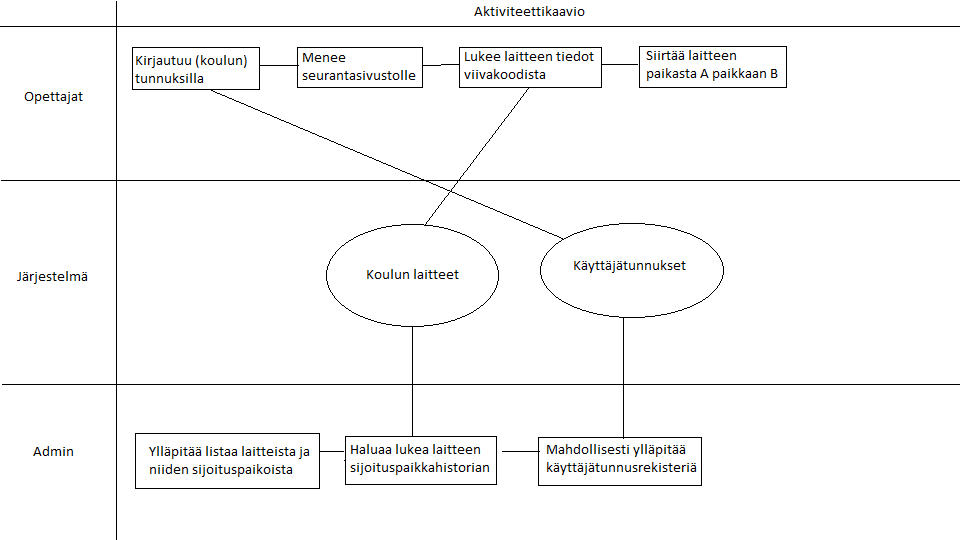 Aktiviteettikaavio
Opettajat
Kirjautuu (koulun)
tunnuksilla
Menee
seurantasivustolle
Lukee laitteen tiedot
viivakoodista
Siirtää laitteen
paikasta A paikkaan B
Järjestelmä
Koulun laitteet
Käyttäjätunnukset
Admin
Ylläpitää listaa laitteista ja
niiden sijoituspaikoista
Haluaa lukea laitteen
sijoituspaikkahistorian
Mahdollisesti ylläpitää
käyttäjätunnusrekisteriä